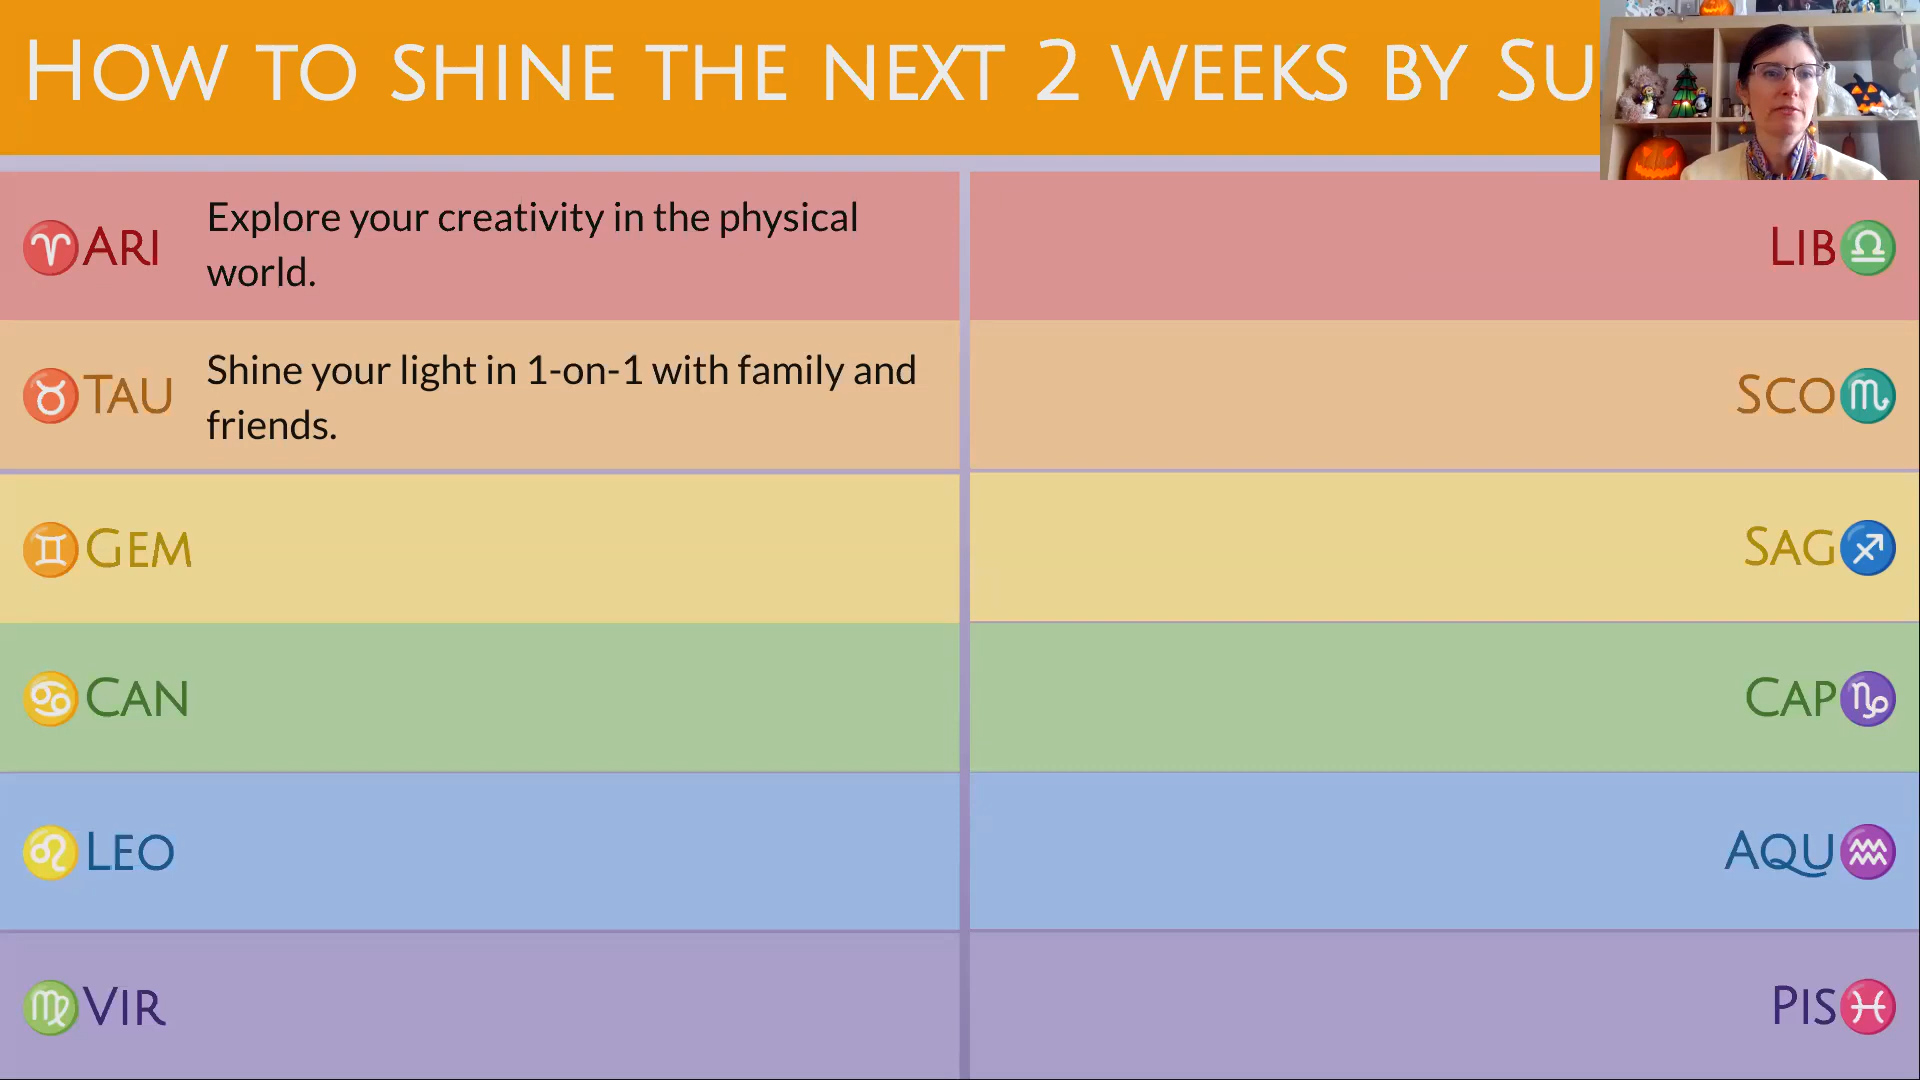 HOW TO SHINE THE NEXT 2 WEEKS BY SU
ARI
Explore your creativity in the physical
world.
LIB
TAU
Shine your light in 1-on-1 with family and
friends.
SCO
GEM
SAG
CAN
CAP
LEO
AQU
VIR
PIS